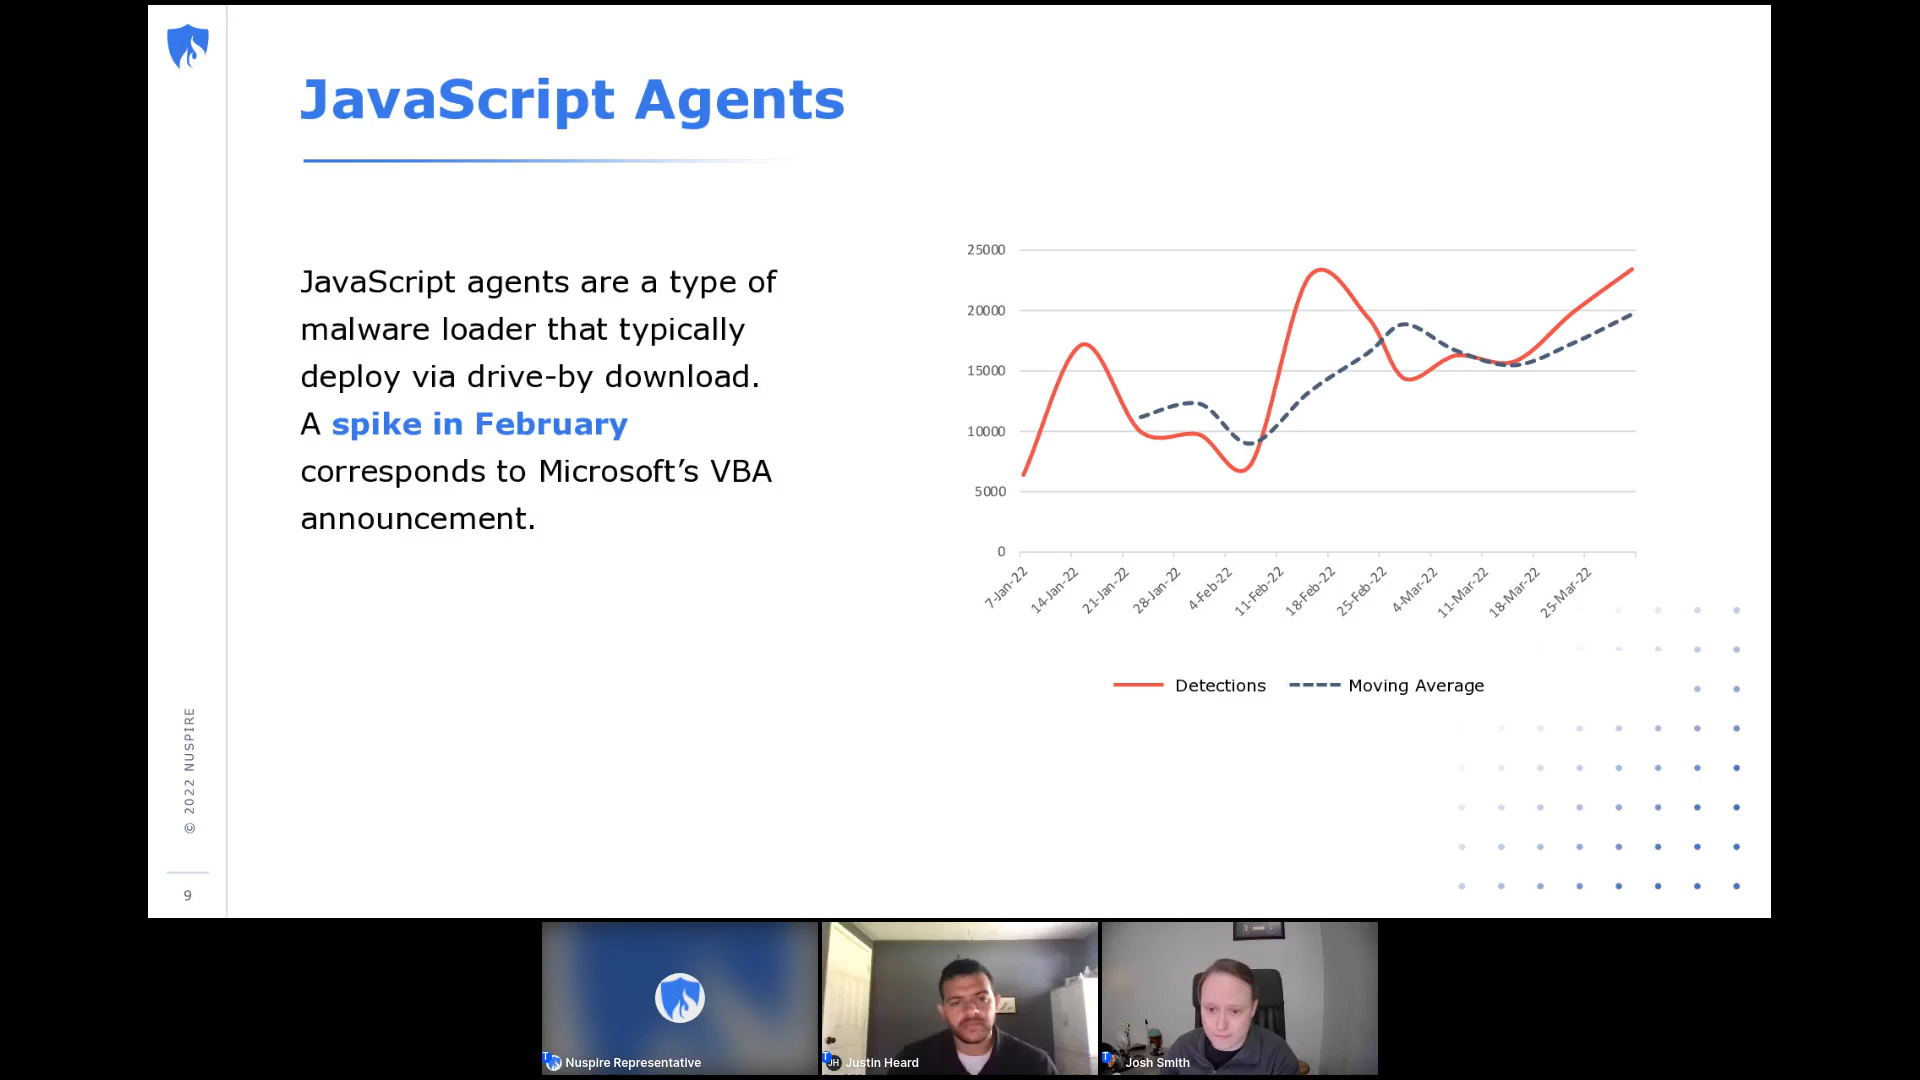 JavaScript Agents
JavaScript agents are a type of
malware loader that typically
deploy via drive-by download.
A spike in February
corresponds to Microsoft’s VBA
announcement.
25000
20000
15000
10000
5000
0
7-Jan-22
14-Jan-22
21-Jan-22
28-Jan-22
4-Feb-22
11-Feb-22
18-Feb-22
25-Feb-22
4-Mar-22
11-Mar-22
18-Mar-22
25-Mar-22
Detections
Moving Average
© 2022 NUSPIRE
9
T Nuspire Representative
T JH Justin Heard
T Josh Smith